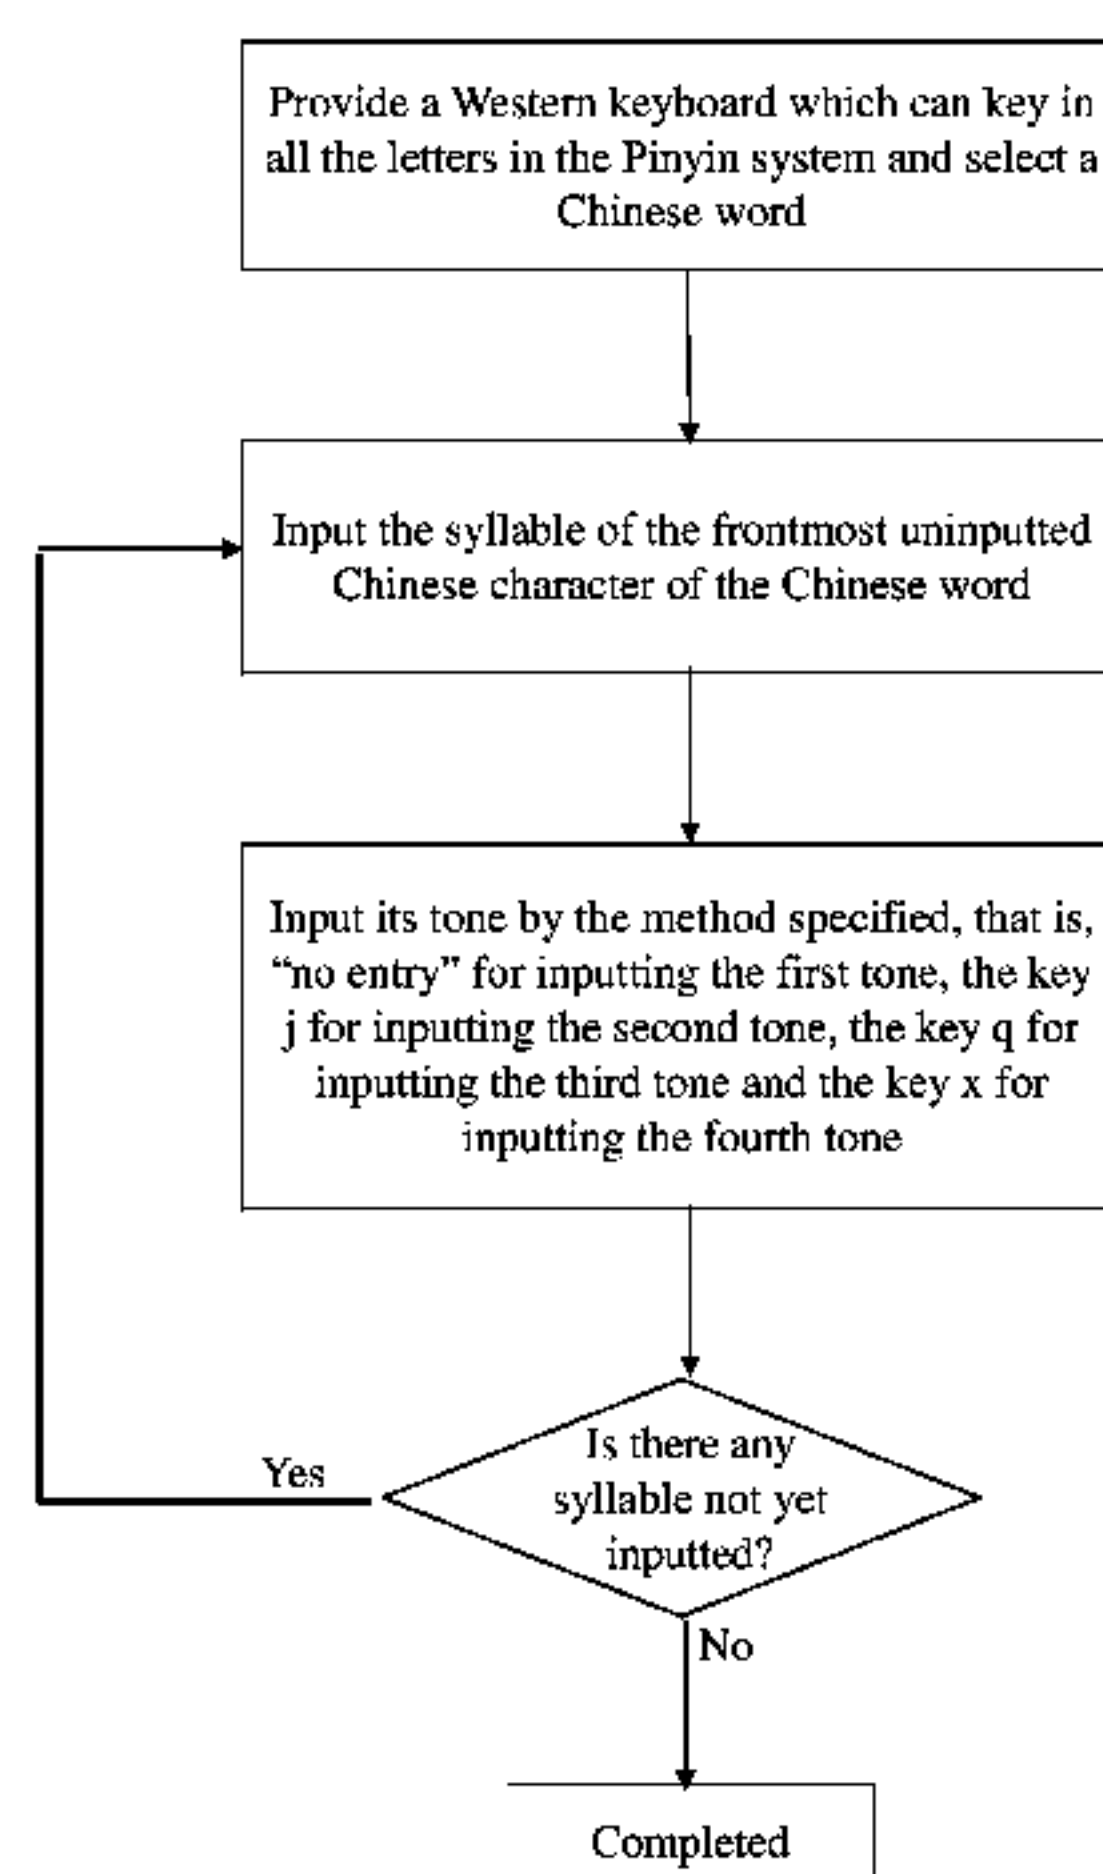 Provide a Western keyboard which can key in
all the letters in the Pinyin system and select a
Chinese word
Input the syllable of the frontmost uninputted
Chinese character of the Chinese word
Input its tone by the method specified, that is,
“no entry” for inputting the first tone, the key
j for inputting the second tone, the key q for
inputting the third tone and the key x for
inputting the fourth tone
Is there any
syllable not yet
inputted?
Yes
No
Completed